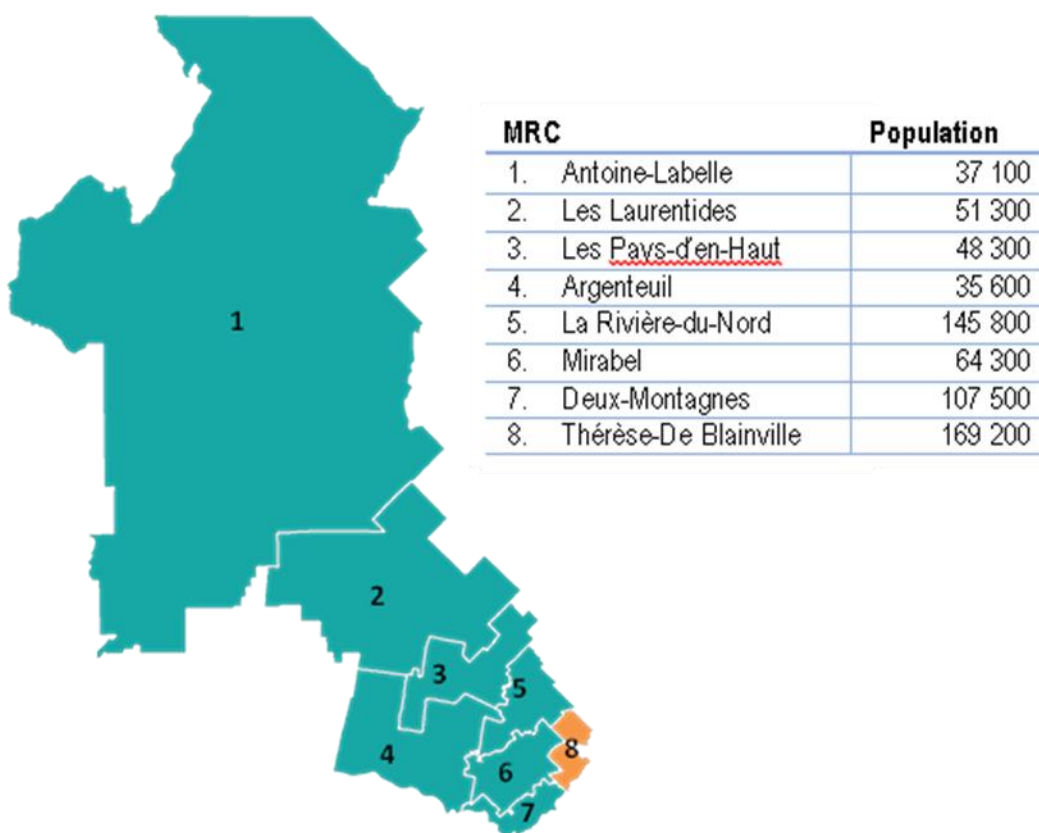 MRC Population
1. Antoine-Labelle 37 100
2. Les Laurentides 51 300
3. Les Pays-d'en-Haut 48 300
4. Argenteuil 35 600
5. La Rivière-du-Nord 145 800
6. Mirabel 64 300
7. Deux-Montagnes 107 500
8. Thérèse-De Blainville 169 200
1
2
3
5
4
8
6
7